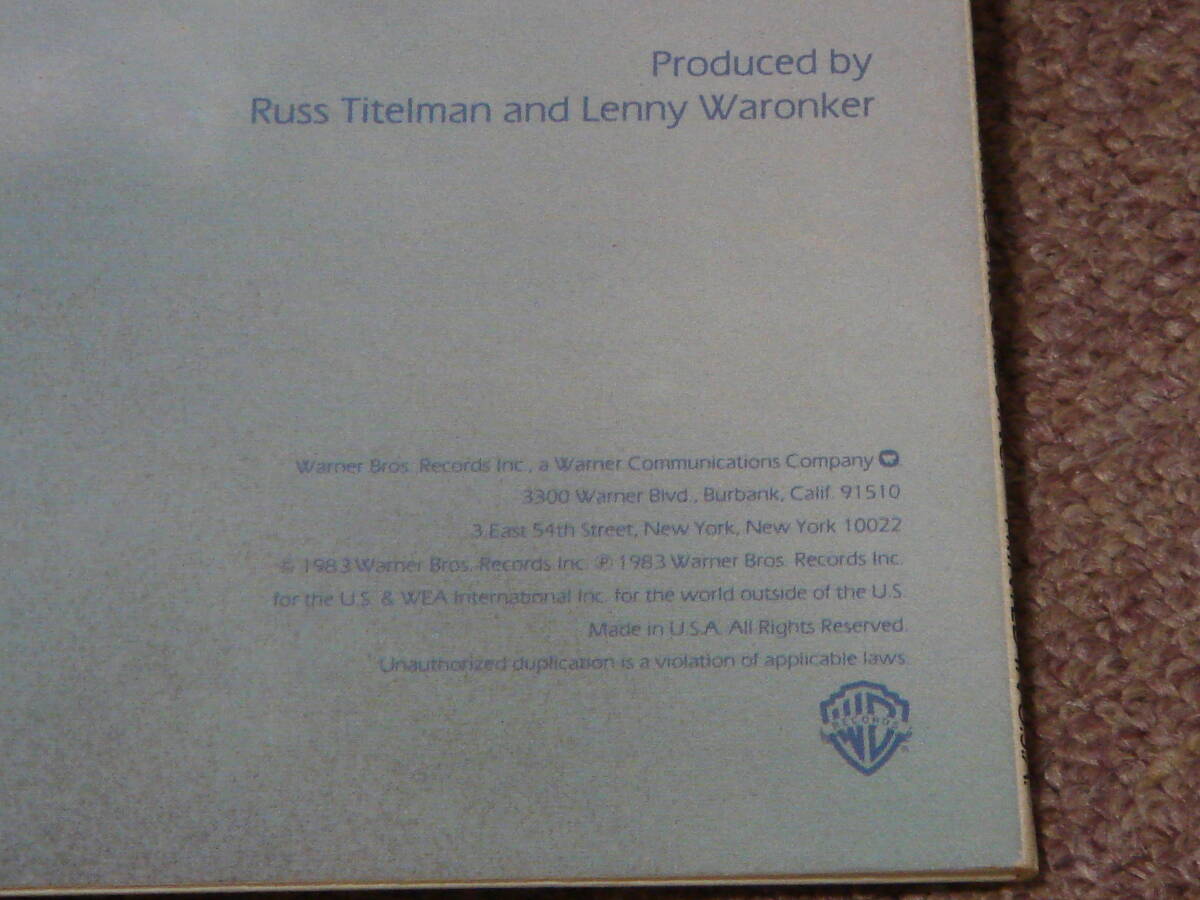 Produced by
Russ Titelman and Lenny Waronker
Warner Bros. Records Inc., a Warner Communications Company
3300 Warner Blvd., Burbank, Calif. 91510
3 East 54th Street, New York, New York 10022
© 1983 Warner Bros. Records Inc. ℗ 1983 Warner Bros. Records Inc.
for the U.S. & WEA International Inc. for the world outside of the U.S.
Made in U.S.A. All Rights Reserved.
Unauthorized duplication is a violation of applicable laws.
WB
RECORDS
®